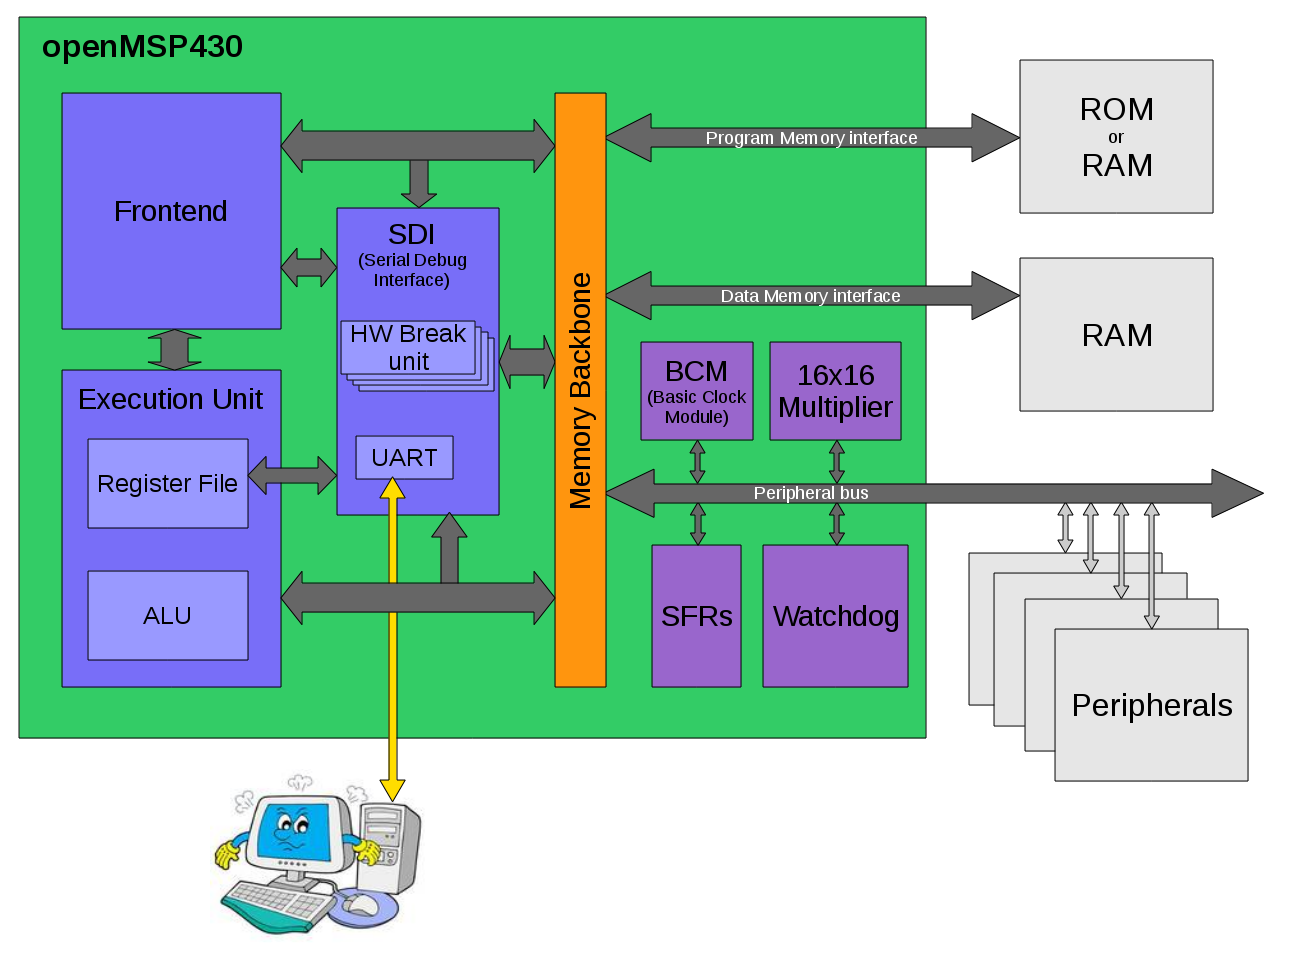 openMSP430
Frontend
SDI
(Serial Debug
Interface)
HW Break
unit
UART
Execution Unit
Register File
ALU
Memory Backbone
Program Memory interface
Data Memory interface
BCM
(Basic Clock
Module)
16x16
Multiplier
Peripheral bus
SFRs
Watchdog
ROM
or
RAM
RAM
Peripherals